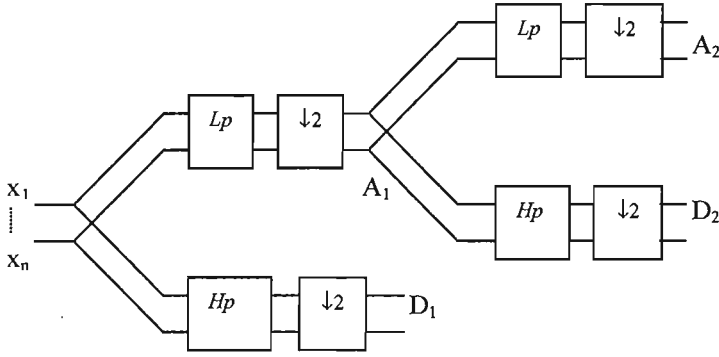 Lp
↓2
A₂
Lp
↓2
A₁
x₁
xₙ
Hp
↓2
D₂
Hp
↓2
D₁